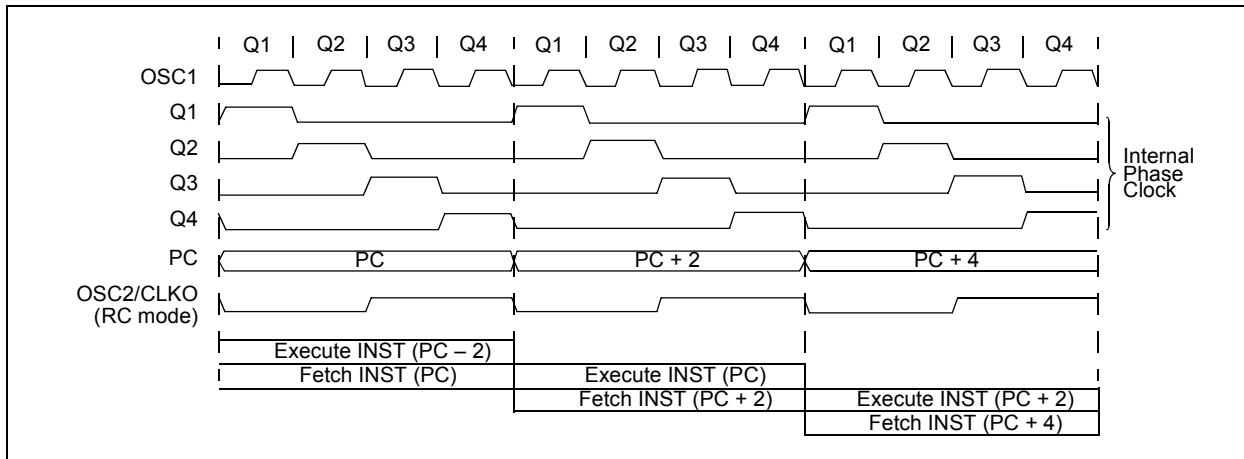 Q1 Q2 Q3 Q4 Q1 Q2 Q3 Q4 Q1 Q2 Q3 Q4
OSC1
Q1
Q2
Q3
Q4
Internal
Phase
Clock
PC PC PC + 2 PC + 4
OSC2/CLKO
(RC mode)
Execute INST (PC – 2)
Fetch INST (PC) Execute INST (PC)
Fetch INST (PC + 2) Execute INST (PC + 2)
Fetch INST (PC + 4)